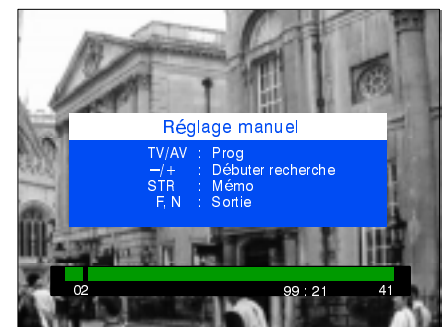 Réglage manuel
TV/AV : Prog
−/+ : Débuter recherche
STR : Mémo
F, N : Sortie
02 99 : 21 41